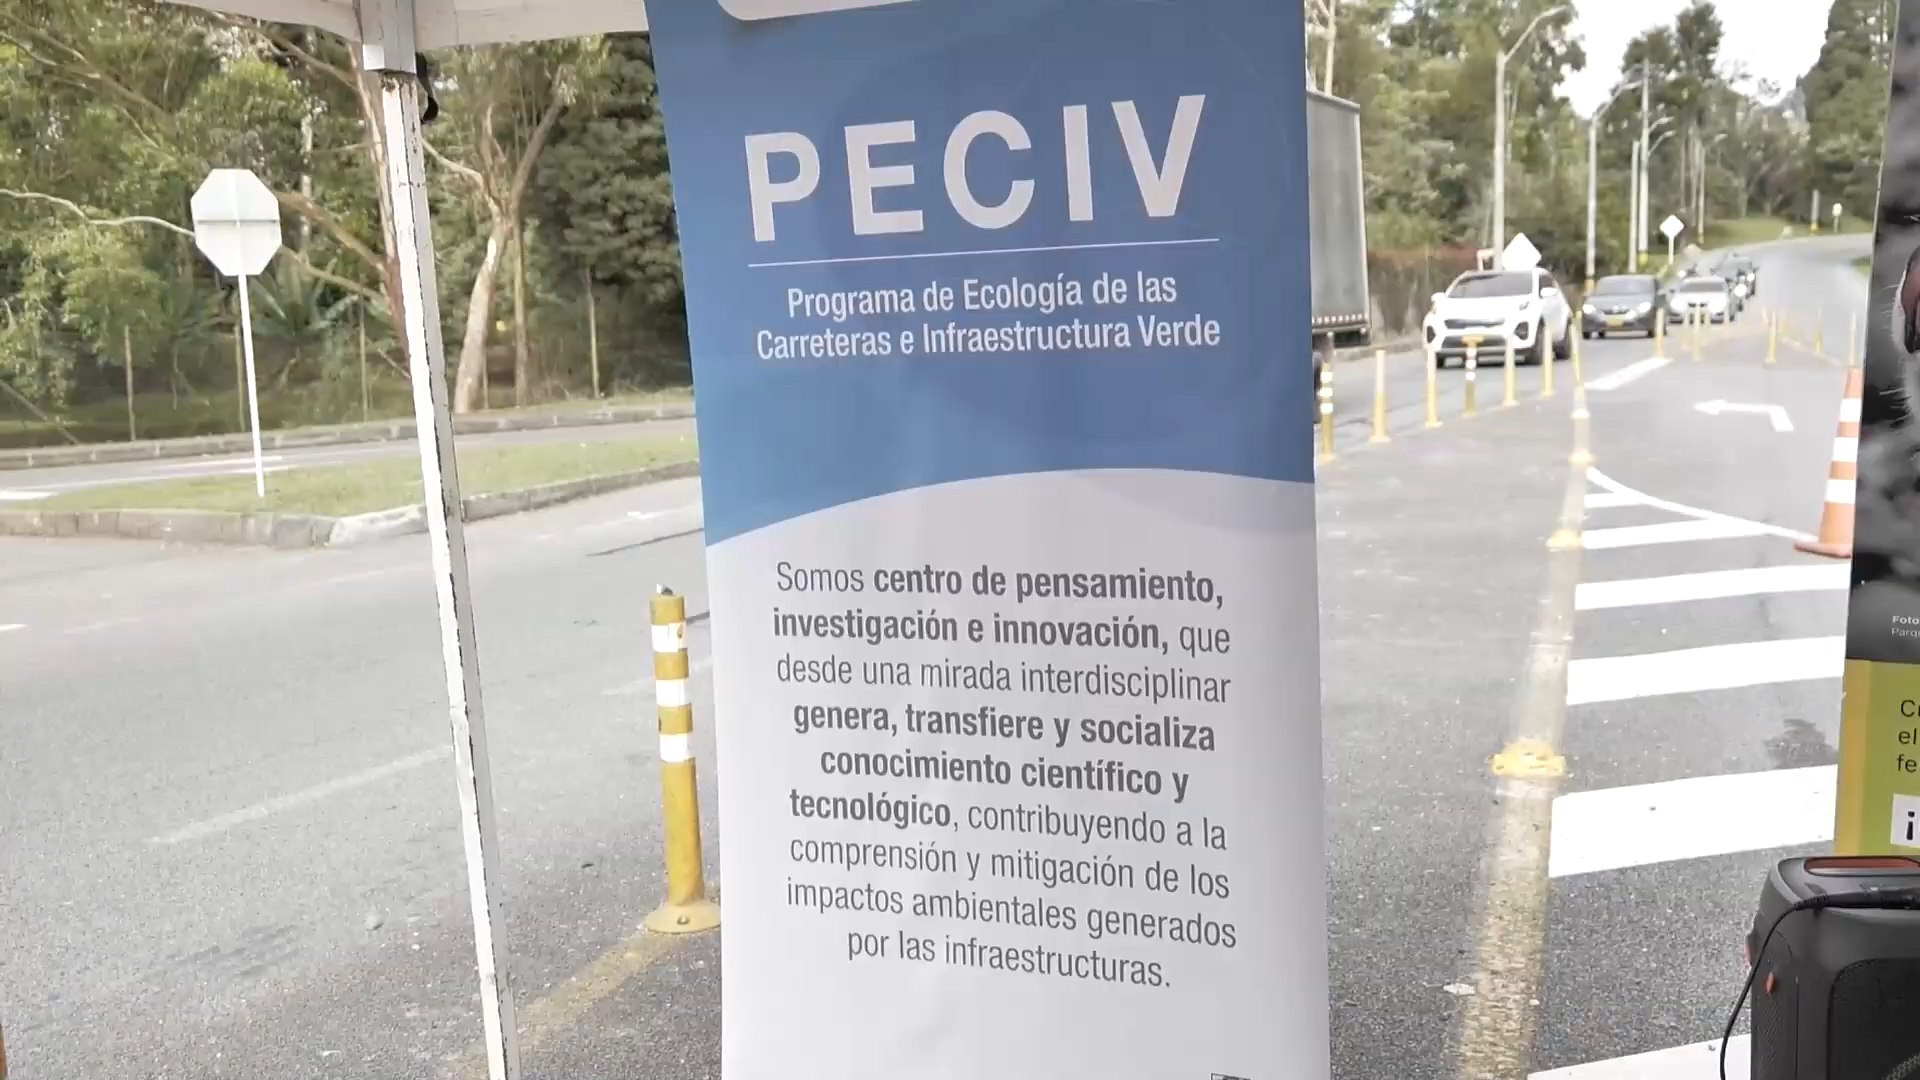 PECIV
Programa de Ecología de las
Carreteras e Infraestructura Verde
Somos centro de pensamiento,
investigación e innovación, que
desde una mirada interdisciplinar
genera, transfiere y socializa
conocimiento científico y
tecnológico, contribuyendo a la
comprensión y mitigación de los
impactos ambientales generados
por las infraestructuras.
el
fe
¡